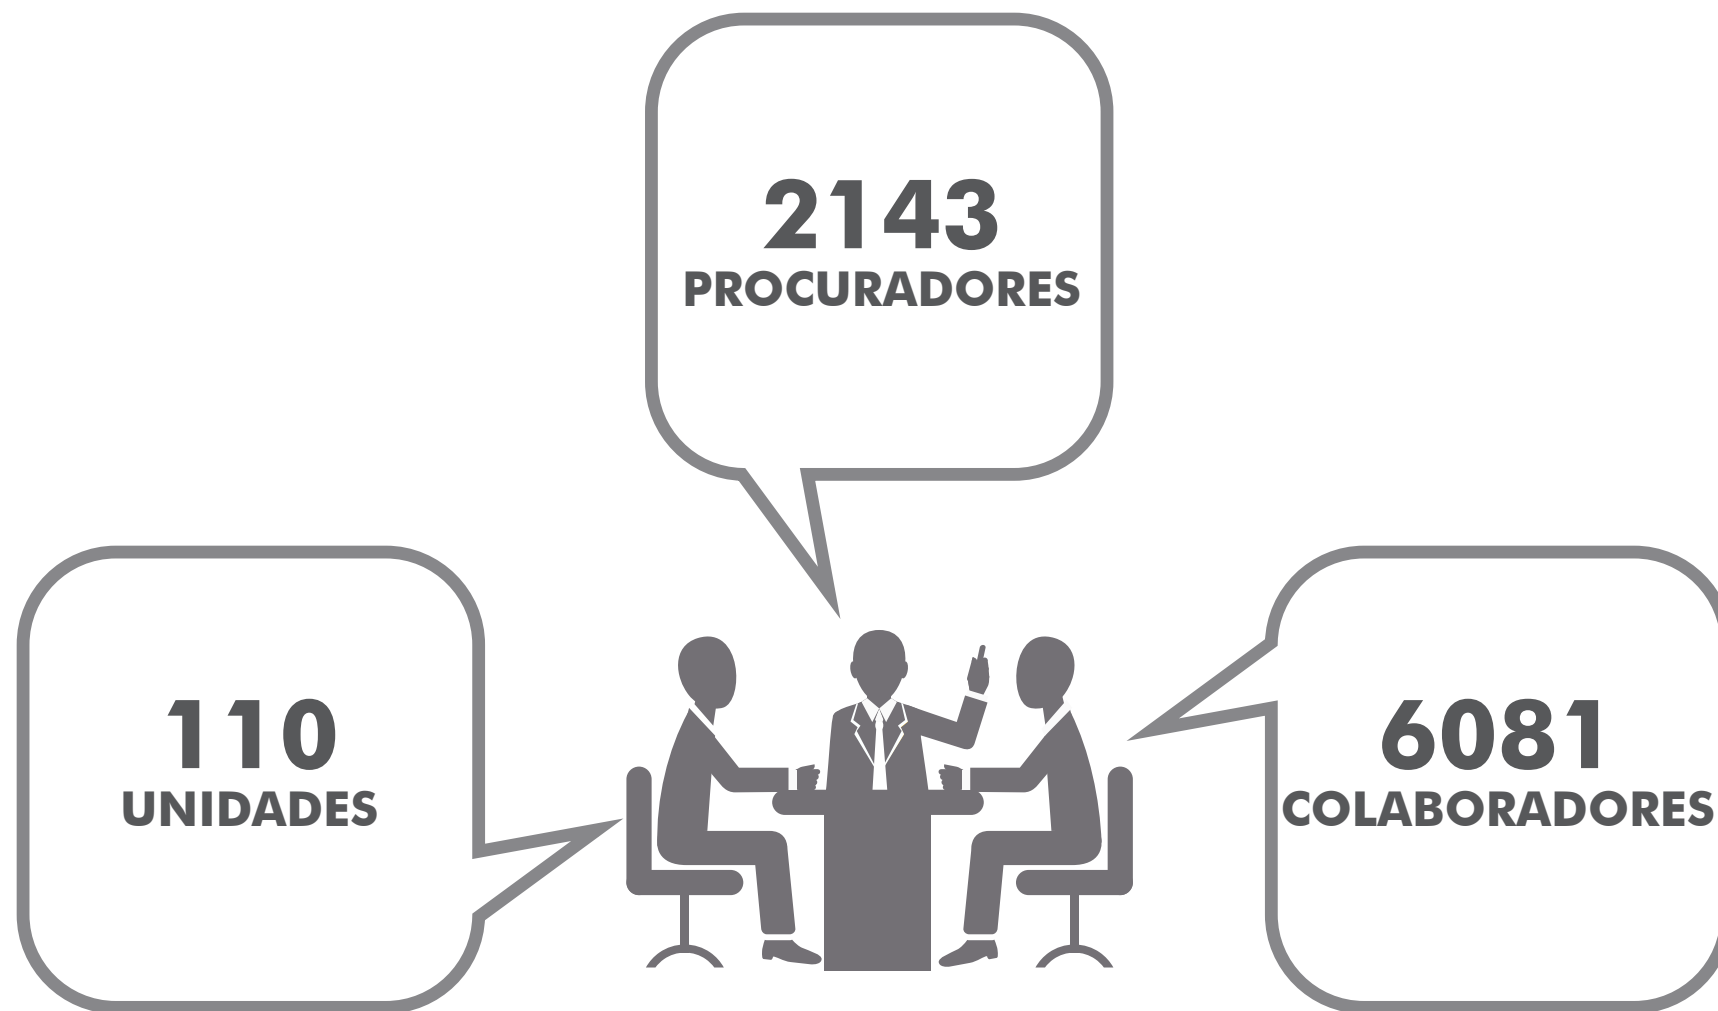 2143
PROCURADORES
110
UNIDADES
6081
COLABORADORES